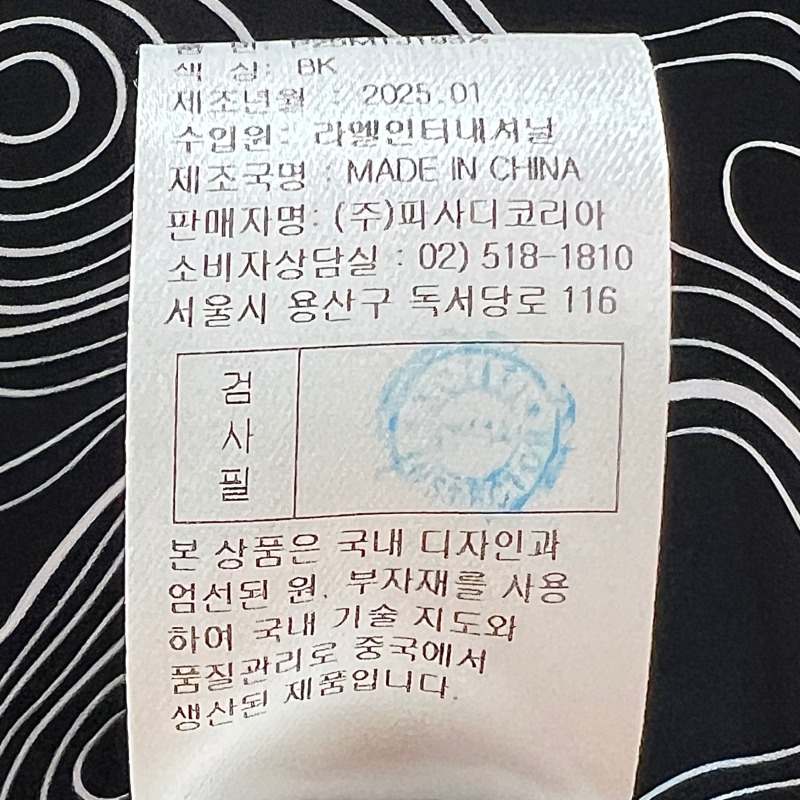 색 상: BK
제조년월 : 2025.01
수입원: 라엘인터내셔날
제조국명 : MADE IN CHINA
판매자명: (주)피사디코리아
소비자상담실 : 02) 518-1810
서울시 용산구 독서당로 116
검
사
필
본 상품은 국내 디자인과
엄선된 원. 부자재를 사용
하여 국내 기술 지도와
품질관리로 중국에서
생산된 제품입니다.